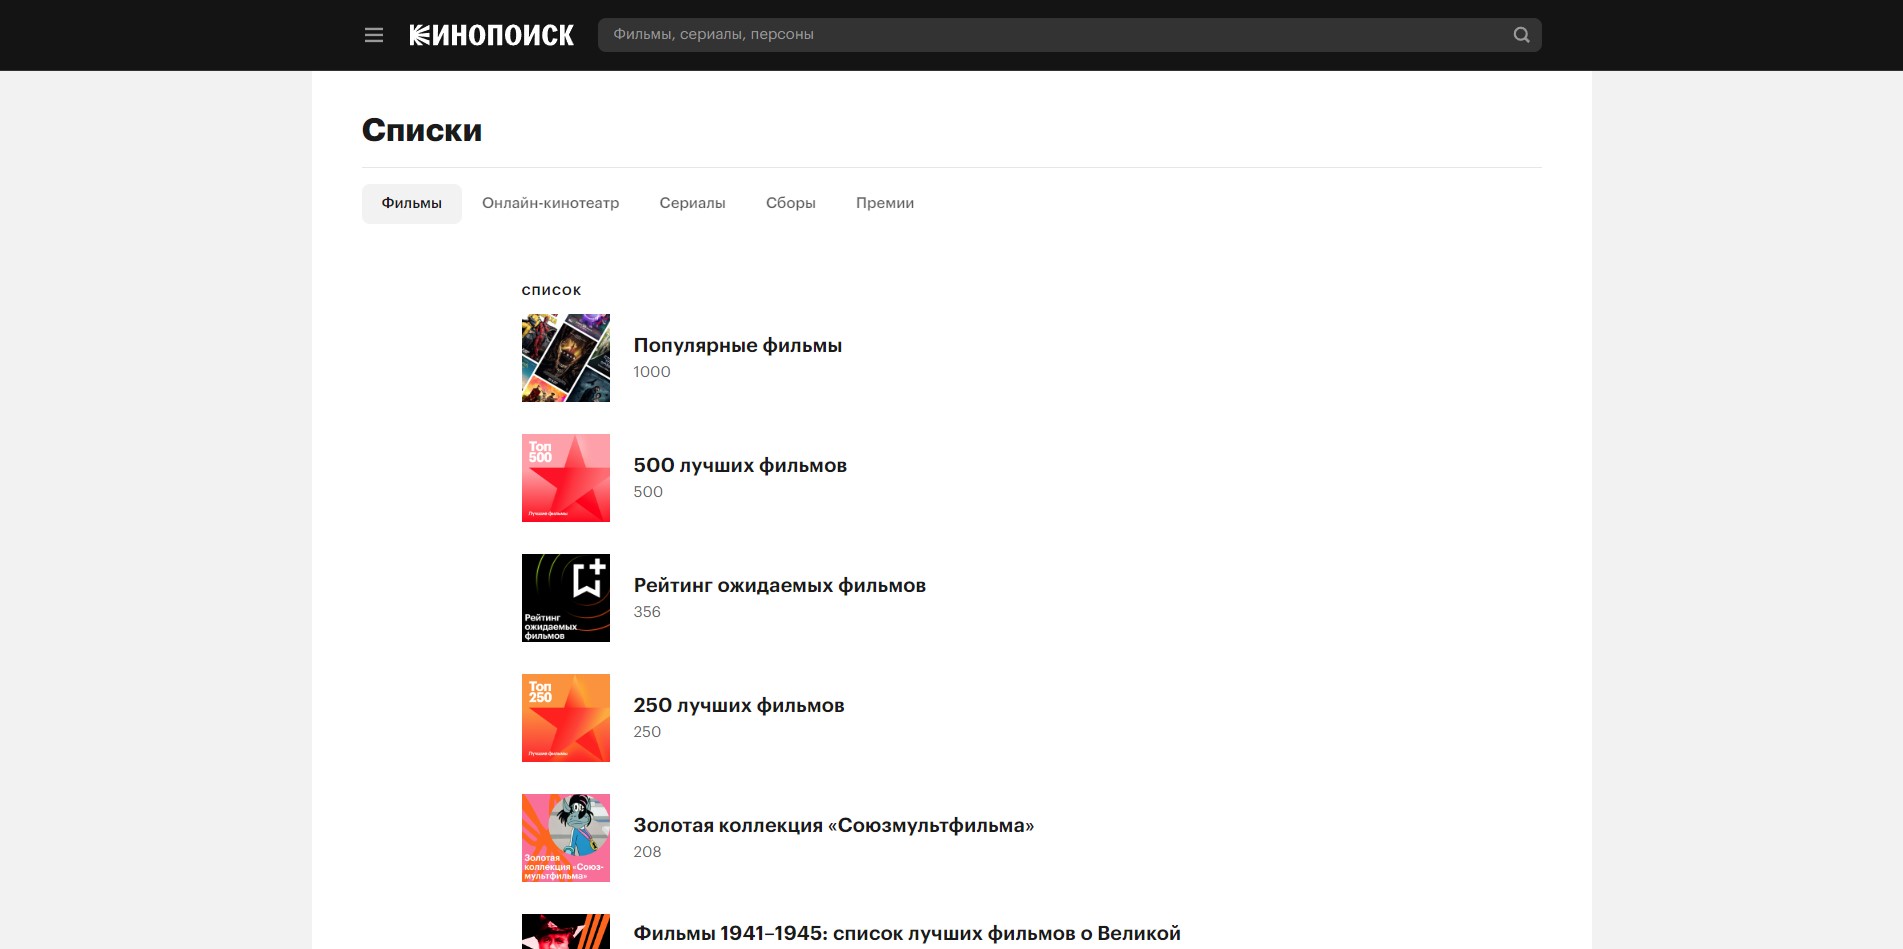 КИНОПОИСК
Фильмы, сериалы, персоны
Списки
Фильмы
Онлайн-кинотеатр
Сериалы
Сборы
Премии
СПИСОК
Популярные фильмы
1000
Топ
500
Лучшие фильмы
500 лучших фильмов
500
Рейтинг
ожидаемых
фильмов
Рейтинг ожидаемых фильмов
356
Топ
250
Лучшие фильмы
250 лучших фильмов
250
Золотая
коллекция «Союз-
мультфильма»
Золотая коллекция «Союзмультфильма»
208
Фильмы 1941–1945: список лучших фильмов о Великой